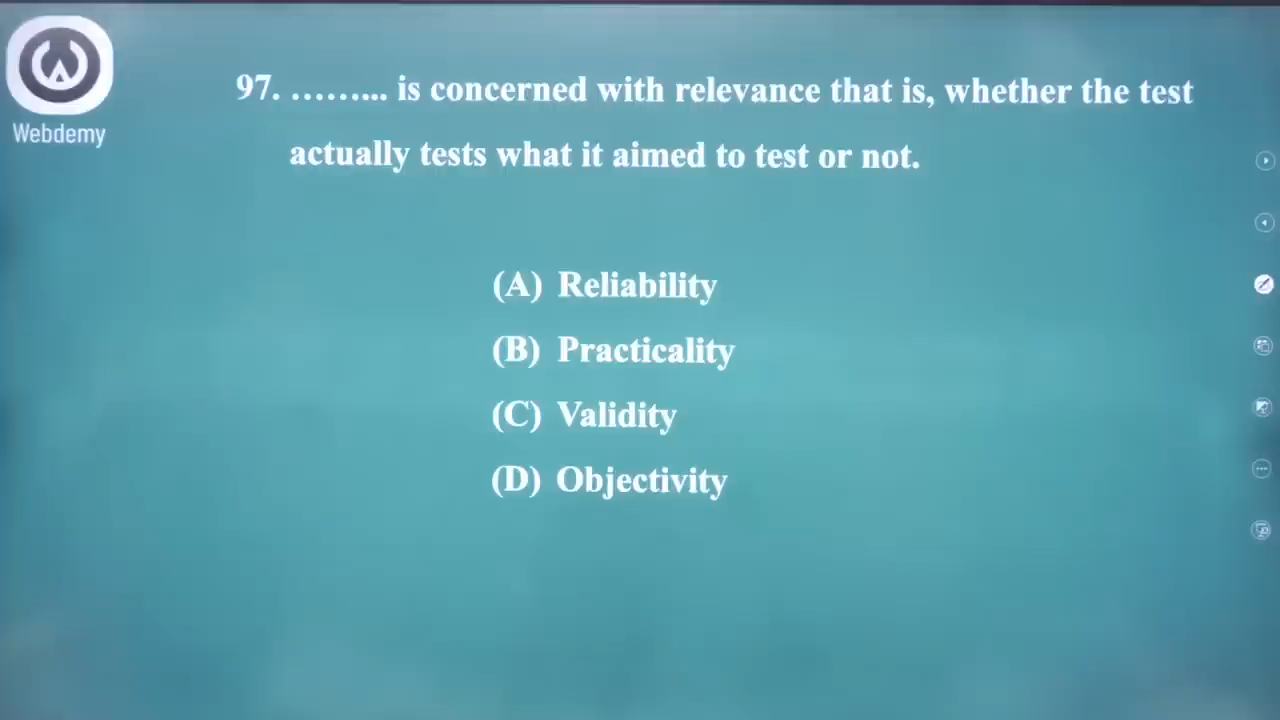 Webdemy
97. ……... is concerned with relevance that is, whether the test
actually tests what it aimed to test or not.
(A) Reliability
(B) Practicality
(C) Validity
(D) Objectivity